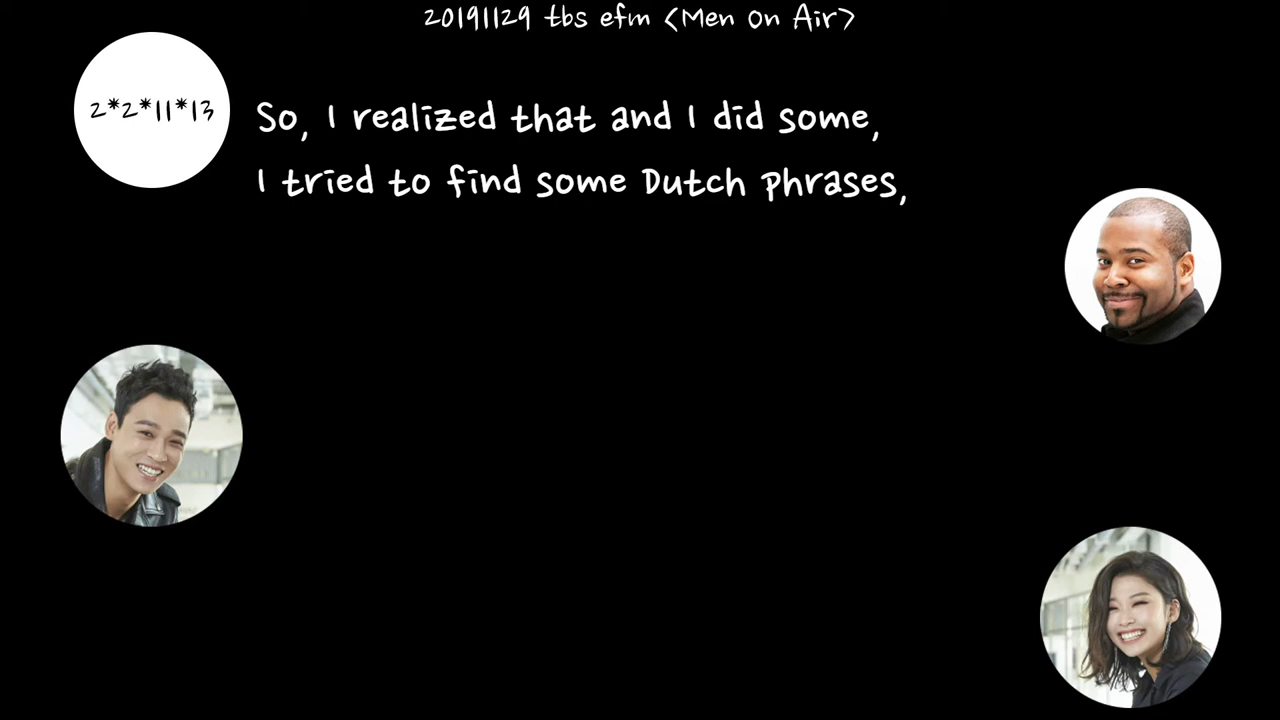 20191129 tbs efm <Men On Air>
2*2*11*13
So, I realized that and I did some,
I tried to find some Dutch phrases,